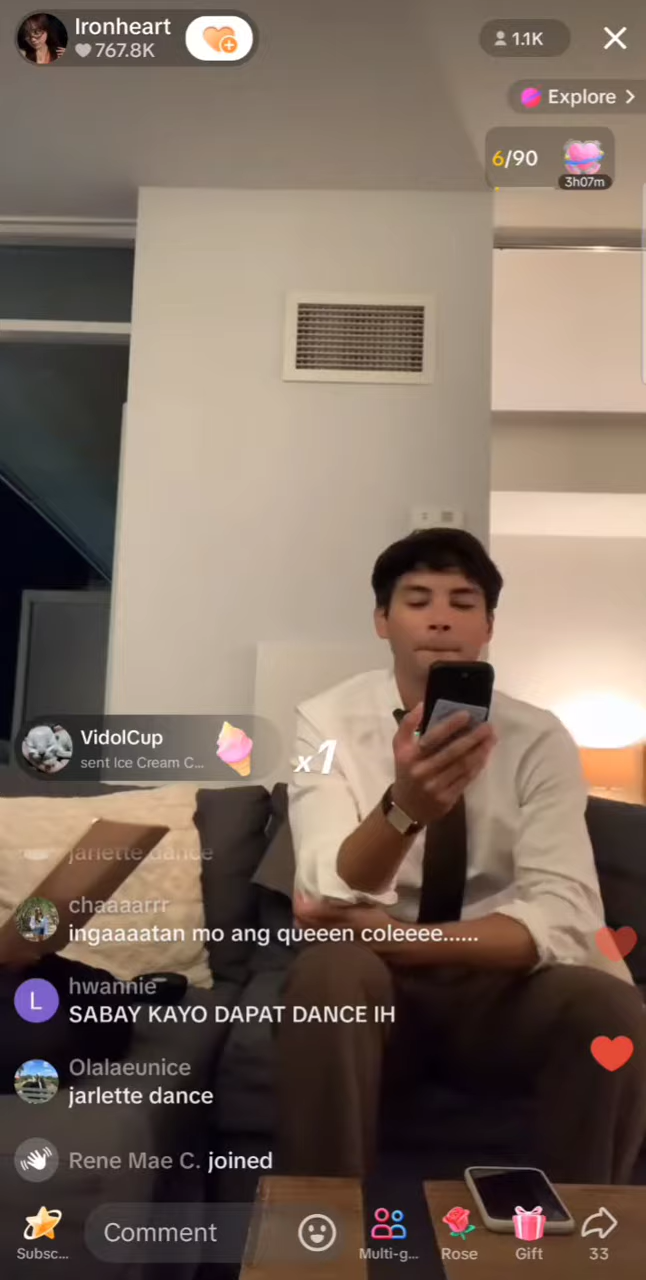 Ironheart
767.8K
1.1K
Explore
6/90
3h07m
VidolCup
sent Ice Cream C...
x1
jarlette dance
chaaaarrr
ingaaaatan mo ang queeen coleeee......
hwannie
L
SABAY KAYO DAPAT DANCE IH
Olalaeunice
jarlette dance
Rene Mae C. joined
Comment
Subsc...
Multi-g...
Rose
Gift
33